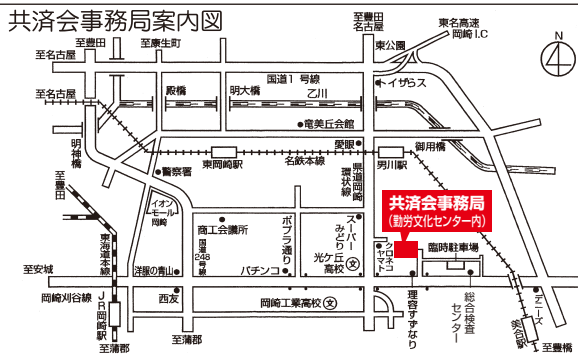 共済会事務局案内図
至豊田
至康生町
至豊田
名古屋
東名高速
岡崎I.C
N
至名古屋
東公園
国道1号線
トイザらス
至名古屋
殿橋
明大橋
乙川
竜美丘会館
愛眼
御用橋
明神橋
東岡崎駅
名鉄本線
男川駅
警察署
県道岡崎
環状線
至豊田
イオン
モール
岡崎
共済会事務局
(勤労文化センター内)
東海道本線
商工会議所
国道248号線
ポプラ通り
スーパー
みどり
光ケ丘
高校
文
クロネコ
ヤマト
臨時駐車場
至安城
洋服の青山
パチンコ
岡崎刈谷線
JR岡崎駅
西友
岡崎工業高校
文
理容すずなり
総合検査
センター
デニーズ
美合駅
至蒲郡
至蒲郡
至豊橋